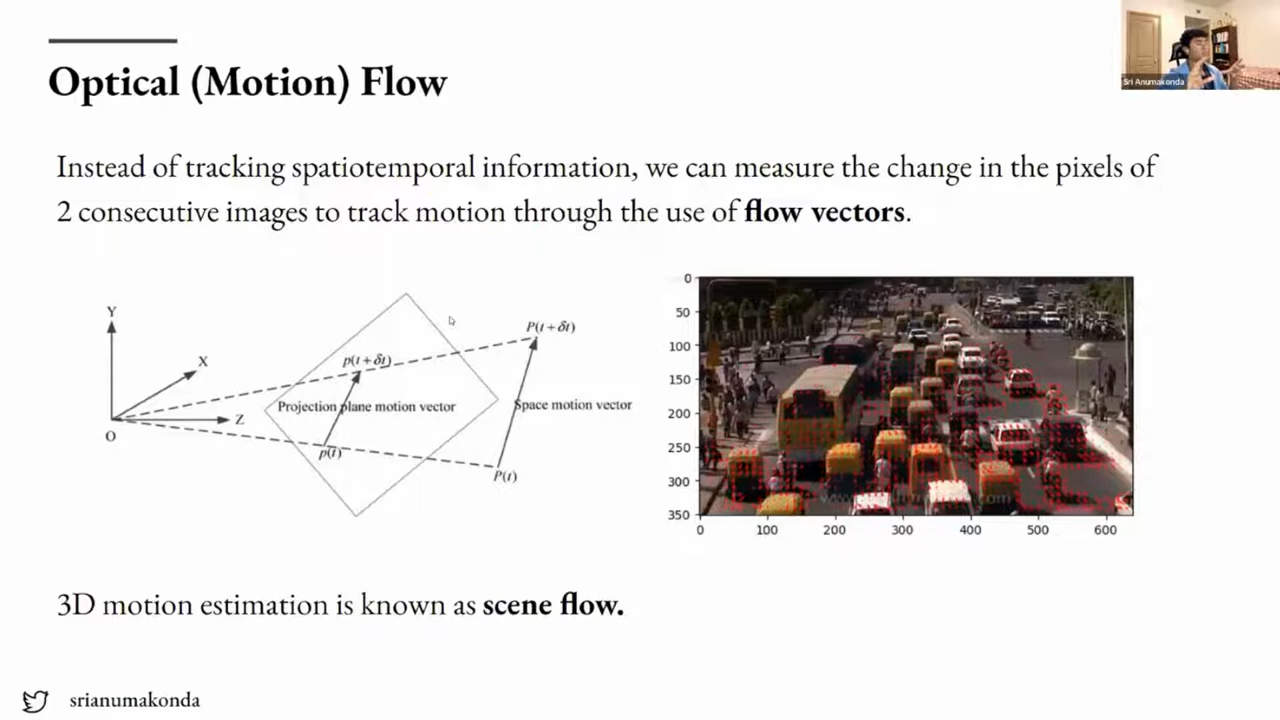 Optical (Motion) Flow
Sri Anumakonda
Instead of tracking spatiotemporal information, we can measure the change in the pixels of
2 consecutive images to track motion through the use of flow vectors.
Y
X
Z
O
p(t + δt)
P(t + δt)
Projection plane motion vector
Space motion vector
p(t)
P(t)
0
50
100
150
200
250
300
350
0
100
200
300
400
500
600
3D motion estimation is known as scene flow.
srianumakonda